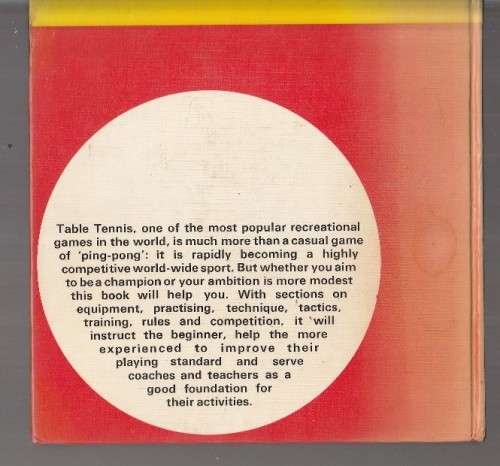 Table Tennis, one of the most popular recreational
games in the world, is much more than a casual game
of 'ping-pong': it is rapidly becoming a highly
competitive world-wide sport. But whether you aim
to be a champion or your ambition is more modest
this book will help you. With sections on
equipment, practising, technique, tactics,
training, rules and competition, it will
instruct the beginner, help the more
experienced to improve their
playing standard and serve
coaches and teachers as a
good foundation for
their activities.